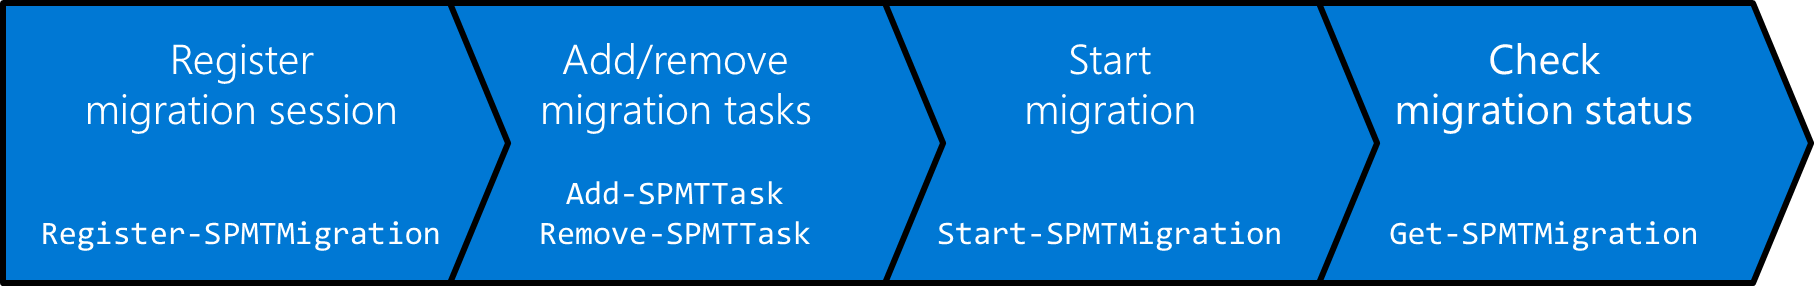 Register
migration session
Register-SPMTMigration
Add/remove
migration tasks
Add-SPMTTask
Remove-SPMTTask
Start
migration
Start-SPMTMigration
Check
migration status
Get-SPMTMigration